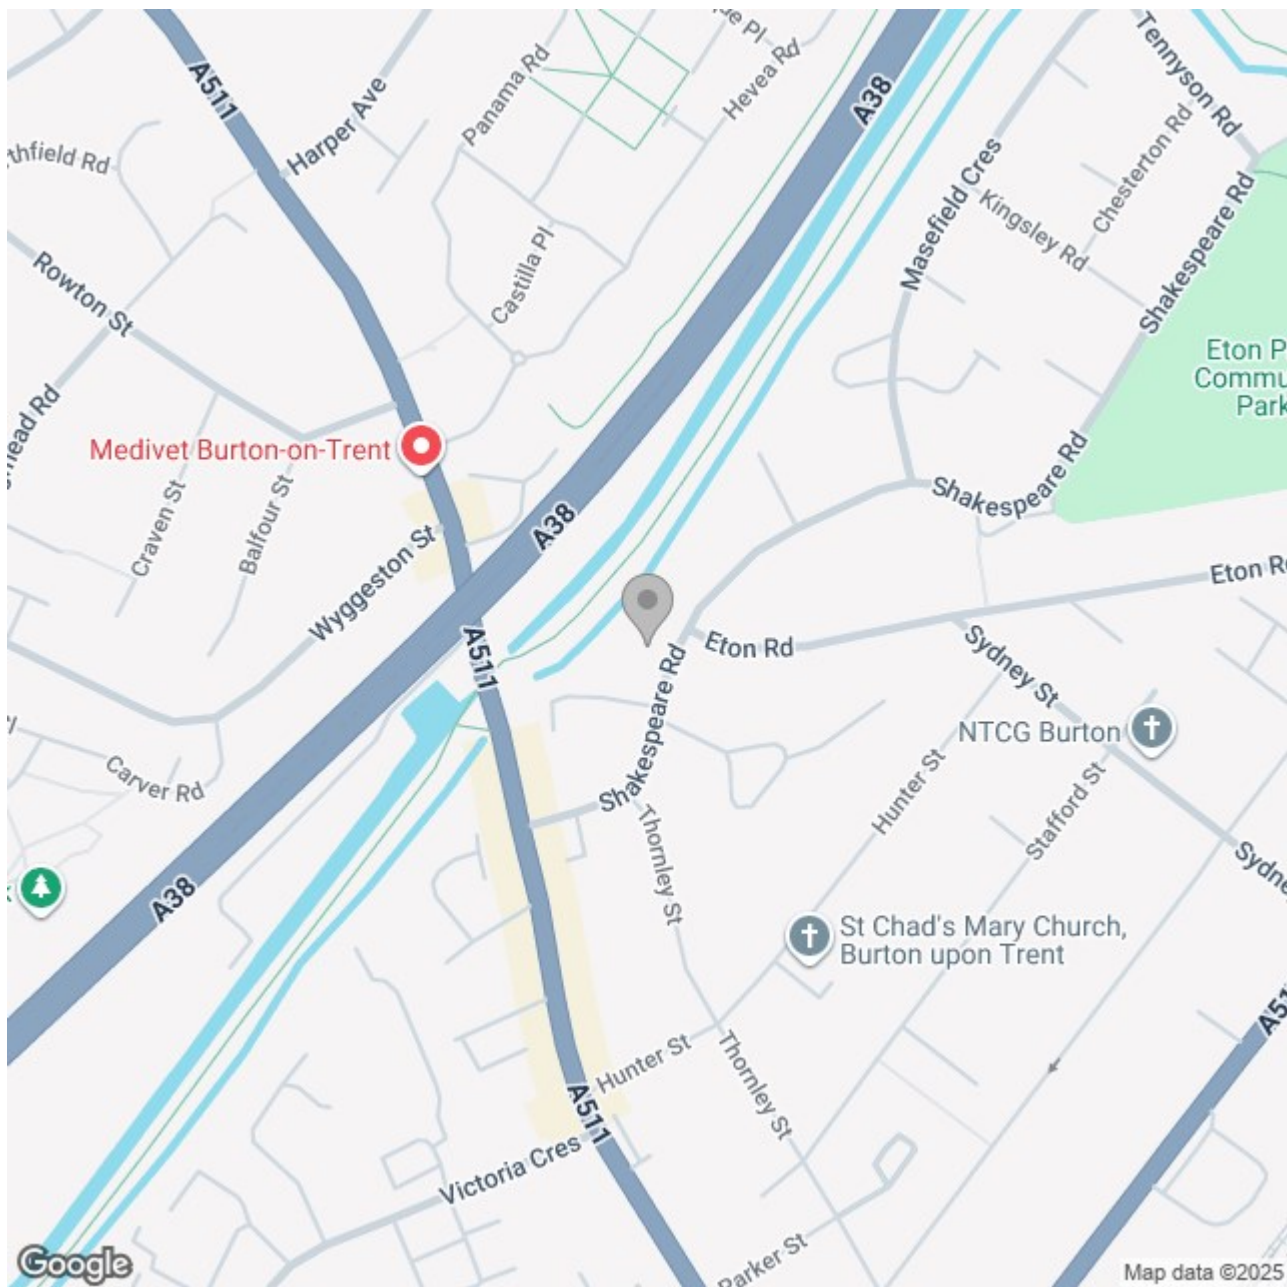 A511
Harper Ave
Panama Rd
Hevea Rd
A38
Tennyson Rd
Chesterton Rd
Masefield Cres
Kingsley Rd
Shakespeare Rd
Rowton St
Castilla Pl
Medivet Burton-on-Trent
Craven St
Balfour St
Wyggeston St
A38
Shakespeare Rd
Eton Rd
A511
Eton Rd
Shakespeare Rd
Sydney St
NTCG Burton
Carver Rd
Shakespeare Rd
Hunter St
Stafford St
Thornley St
A38
St Chad's Mary Church,
Burton upon Trent
Hunter St
Thornley St
A511
Victoria Cres
Parker St
Google
Map data ©2025